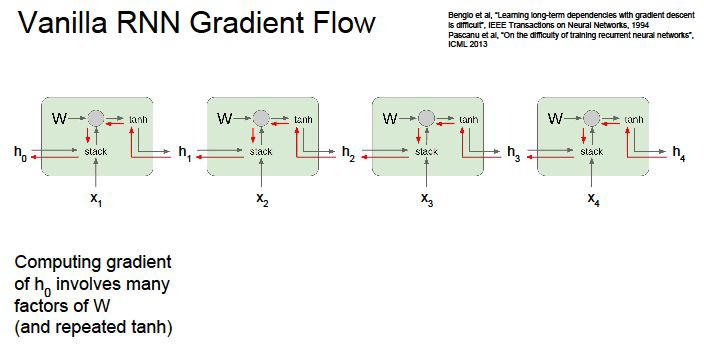 Vanilla RNN Gradient Flow
Bengio et al, "Learning long-term dependencies with gradient descent
is difficult", IEEE Transactions on Neural Networks, 1994
Pascanu et al, "On the difficulty of training recurrent neural networks",
ICML 2013
W tanh W tanh W tanh W tanh
h0 stack h1 stack h2 stack h3 stack h4
x1 x2 x3 x4
Computing gradient
of h0 involves many
factors of W
(and repeated tanh)